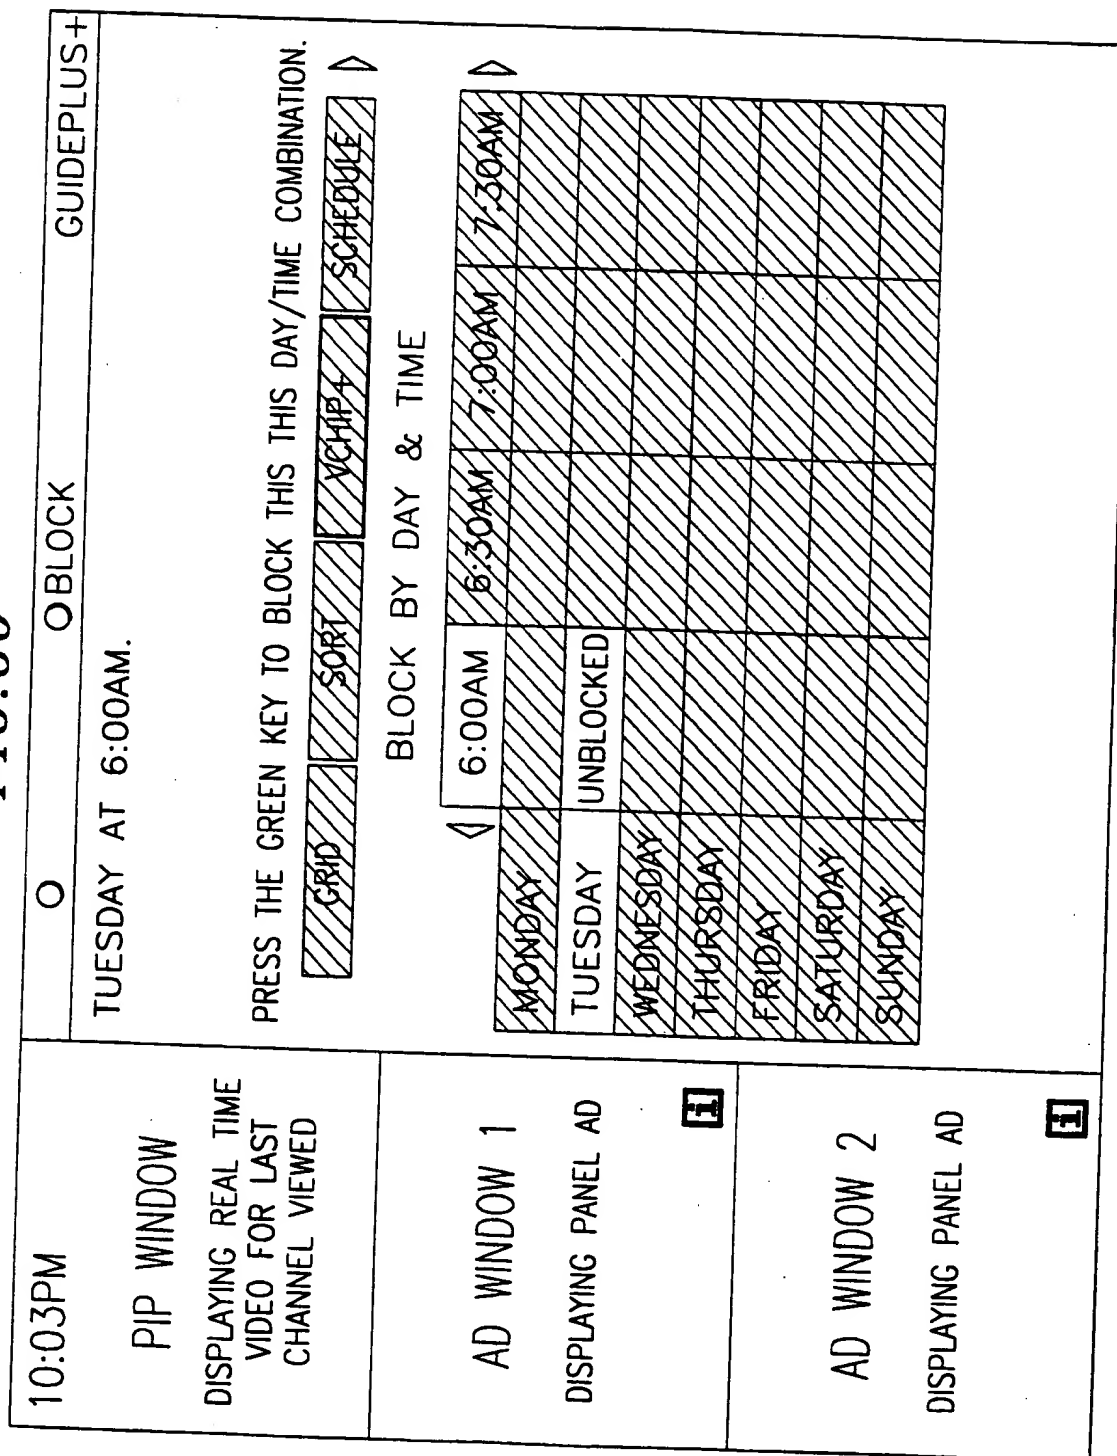 10:03PM
PIP WINDOW
DISPLAYING REAL TIME
VIDEO FOR LAST
CHANNEL VIEWED
AD WINDOW 1
DISPLAYING PANEL AD
i
AD WINDOW 2
DISPLAYING PANEL AD
i
BLOCK GUIDEPLUS+
TUESDAY AT 6:00AM.
PRESS THE GREEN KEY TO BLOCK THIS THIS DAY/TIME COMBINATION.
GRID SORT VCHIP+ SCHEDULE
BLOCK BY DAY & TIME
6:00AM 6:30AM 7:00AM 7:30AM
MONDAY
TUESDAY UNBLOCKED
WEDNESDAY
THURSDAY
FRIDAY
SATURDAY
SUNDAY